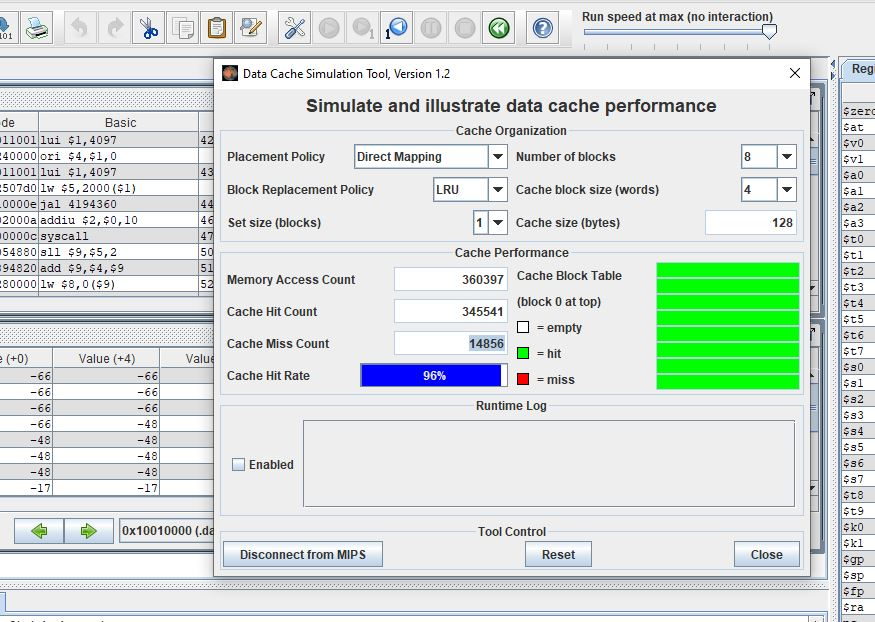 Run speed at max (no interaction)
101
1
1
Data Cache Simulation Tool, Version 1.2
Simulate and illustrate data cache performance
Cache Organization
Placement Policy Direct Mapping Number of blocks 8
Block Replacement Policy LRU Cache block size (words) 4
Set size (blocks) 1 Cache size (bytes) 128
Cache Performance
Memory Access Count 360397 Cache Block Table
Cache Hit Count 345541 (block 0 at top)
Cache Miss Count 14856 = empty
= hit
Cache Hit Rate 96% = miss
Runtime Log
Enabled
Tool Control
Disconnect from MIPS Reset Close
de Basic
011001 lui $1,4097 42
240000 ori $4,$1,0
011001 lui $1,4097 43
2507d0 lw $5,2000($1)
10000e jal 4194360 44
02000a addiu $2,$0,10 46
00000c syscall 47
054880 sll $9,$5,2 50
894820 add $9,$4,$9 51
280000 lw $8,0($9) 52
e (+0) Value (+4) Value
-66 -66
-66 -66
-66 -66
-66 -48
-48 -48
-48 -48
-48 -48
-17 -17
0x10010000 (.da
Regi
$zero
$at
$v0
$v1
$a0
$a1
$a2
$a3
$t0
$t1
$t2
$t3
$t4
$t5
$t6
$t7
$s0
$s1
$s2
$s3
$s4
$s5
$s6
$s7
$t8
$t9
$k0
$k1
$gp
$sp
$fp
$ra